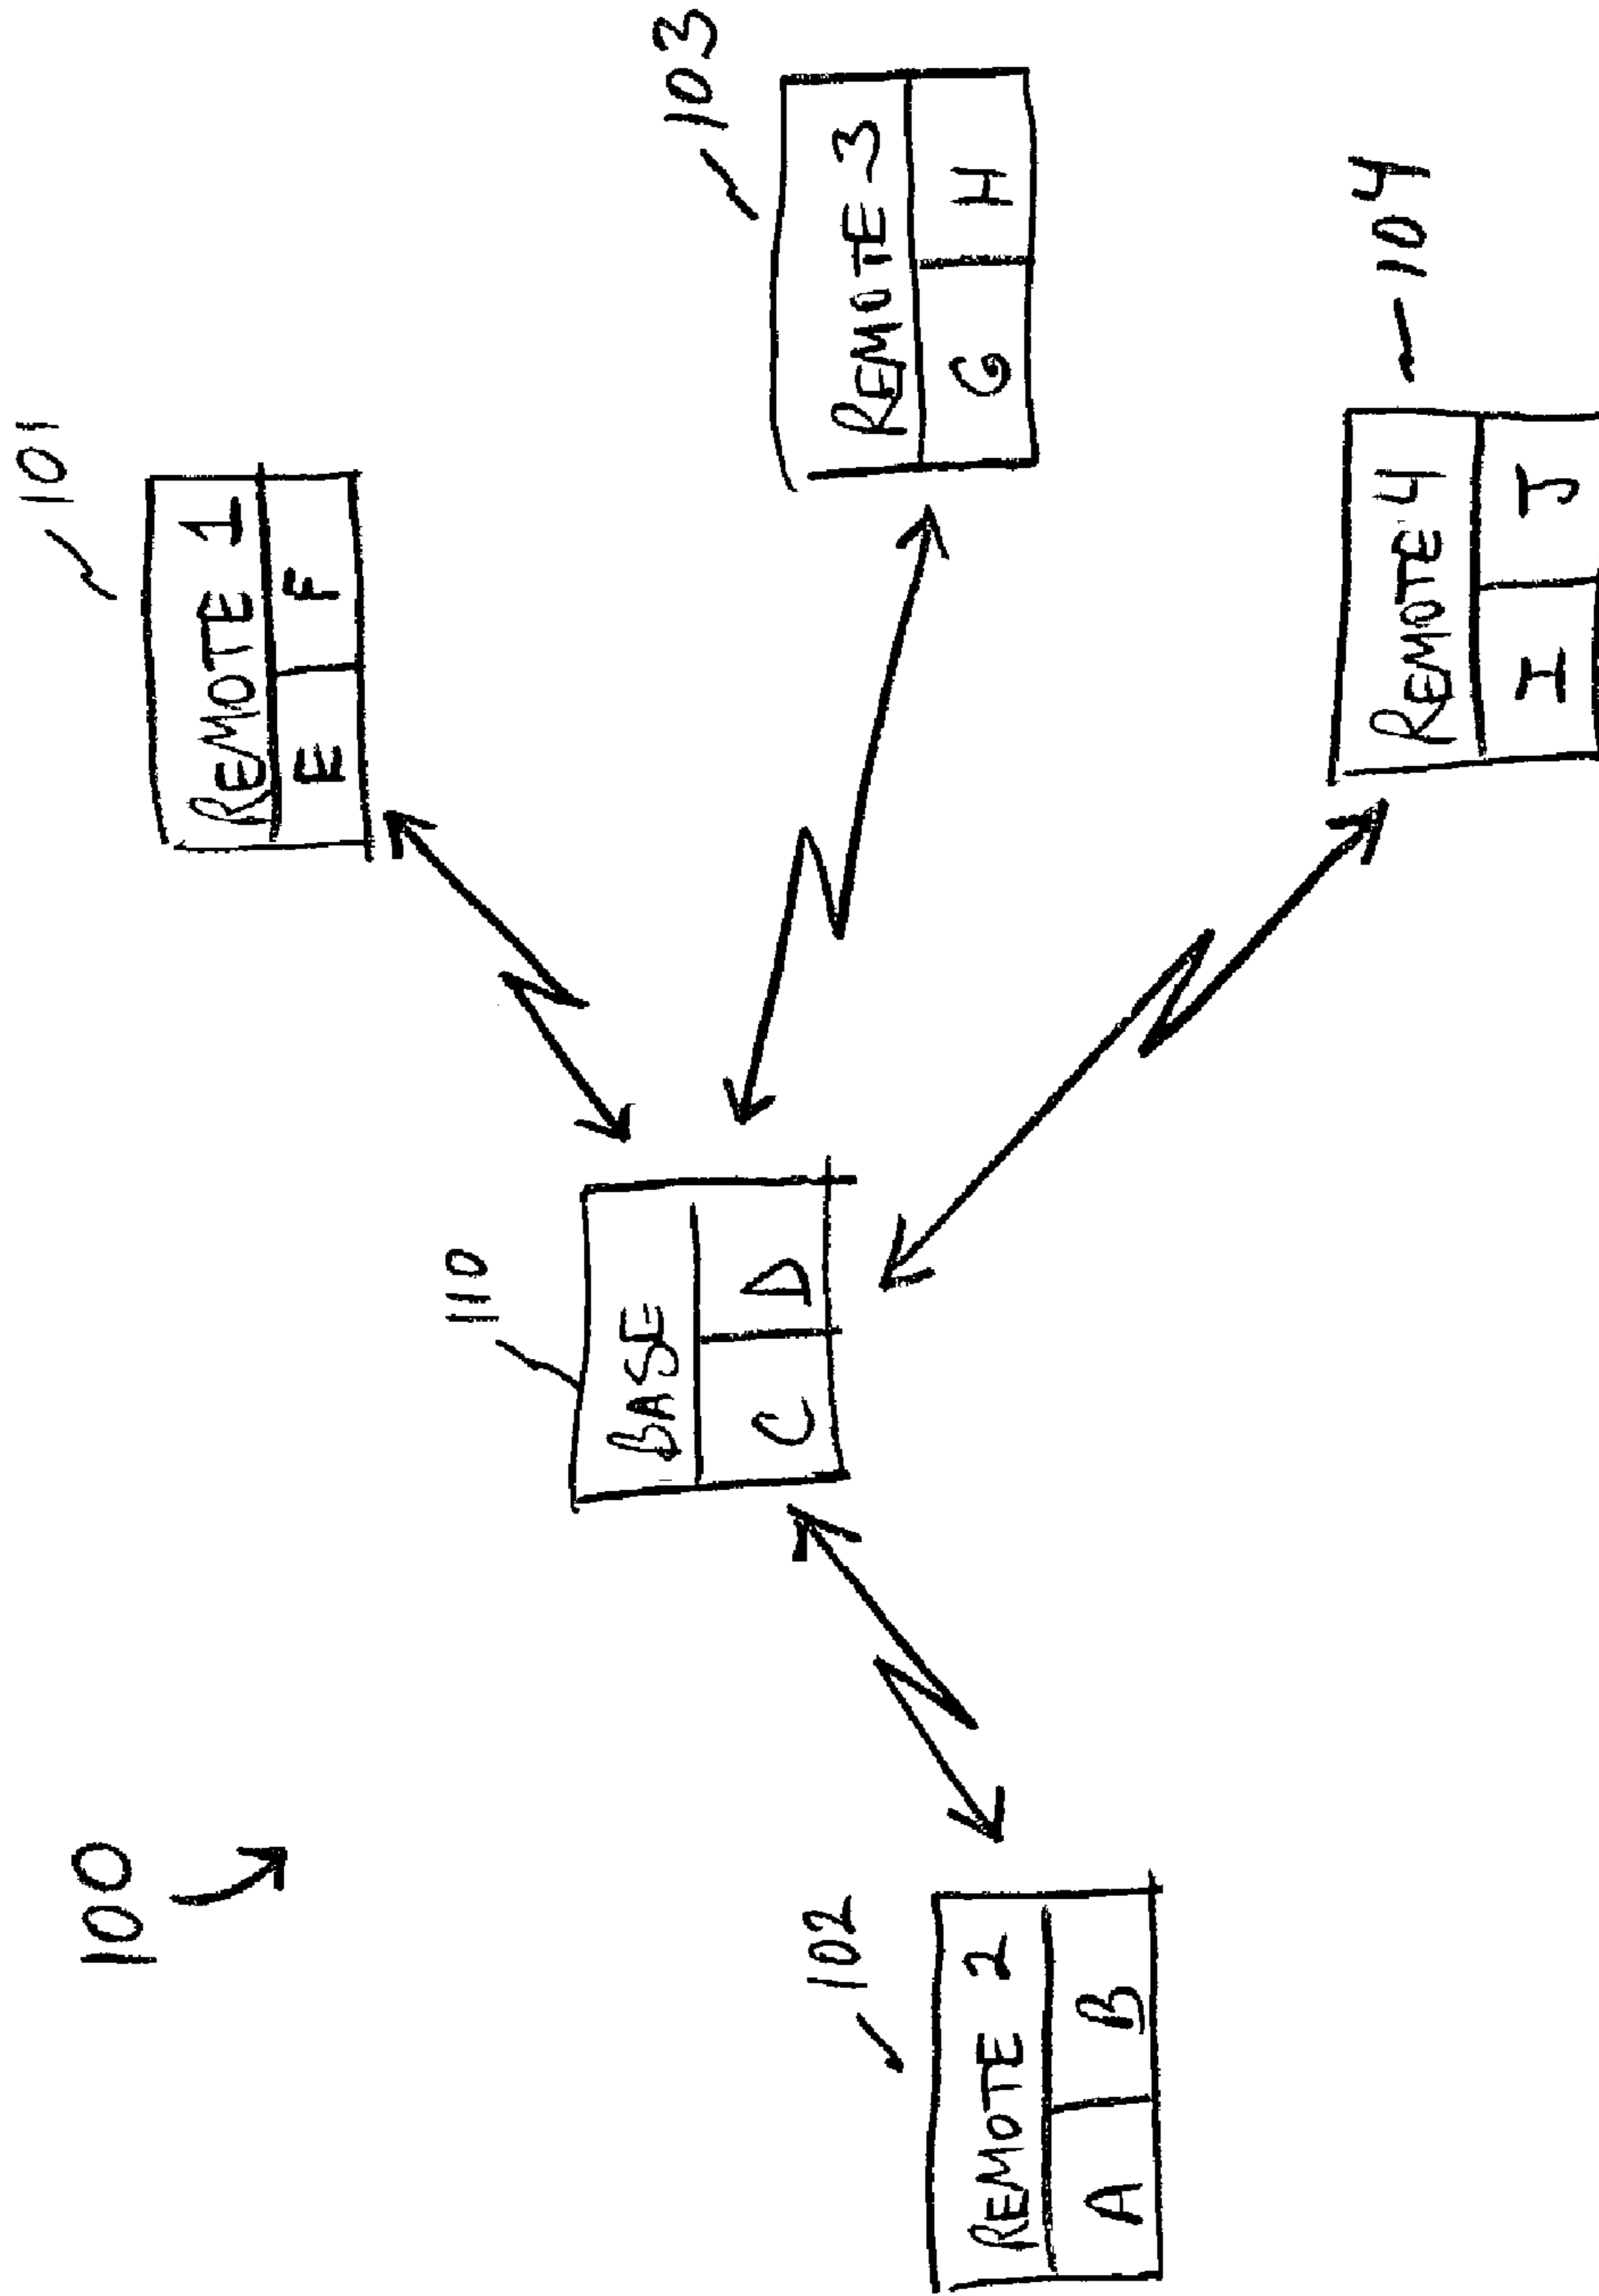 100
101
REMOTE 1
E F
110
BASE
C D
103
REMOTE 3
G H
102
REMOTE 2
A B
104
REMOTE 4
I J